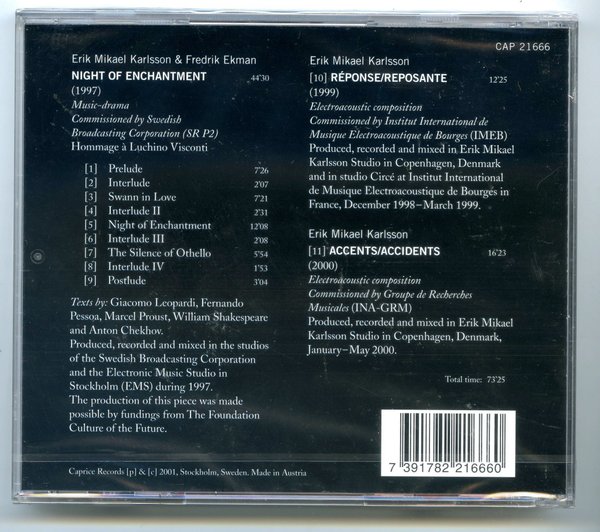 CAP 21666
Erik Mikael Karlsson & Fredrik Ekman
NIGHT OF ENCHANTMENT 44'30
(1997)
Music-drama
Commissioned by Swedish
Broadcasting Corporation (SR P2)
Hommage à Luchino Visconti
[1] Prelude 7'26
[2] Interlude 2'07
[3] Swann in Love 7'21
[4] Interlude II 2'31
[5] Night of Enchantment 12'08
[6] Interlude III 2'08
[7] The Silence of Othello 5'54
[8] Interlude IV 1'53
[9] Postlude 3'04
Texts by: Giacomo Leopardi, Fernando
Pessoa, Marcel Proust, William Shakespeare
and Anton Chekhov.
Produced, recorded and mixed in the studios
of the Swedish Broadcasting Corporation
and the Electronic Music Studio in
Stockholm (EMS) during 1997.
The production of this piece was made
possible by fundings from The Foundation
Culture of the Future.
Erik Mikael Karlsson
[10] RÉPONSE/REPOSANTE 12'25
(1999)
Electroacoustic composition
Commissioned by Institut International de
Musique Electroacoustique de Bourges (IMEB)
Produced, recorded and mixed in Erik Mikael
Karlsson Studio in Copenhagen, Denmark
and in studio Circé at Institut International
de Musique Electroacoustique de Bourges in
France, December 1998–March 1999.
Erik Mikael Karlsson
[11] ACCENTS/ACCIDENTS 16'23
(2000)
Electroacoustic composition
Commissioned by Groupe de Recherches
Musicales (INA-GRM)
Produced, recorded and mixed in Erik Mikael
Karlsson Studio in Copenhagen, Denmark,
January–May 2000.
Total time: 73'25
Caprice Records [p] & [c] 2001, Stockholm, Sweden. Made in Austria
7 391782 216660